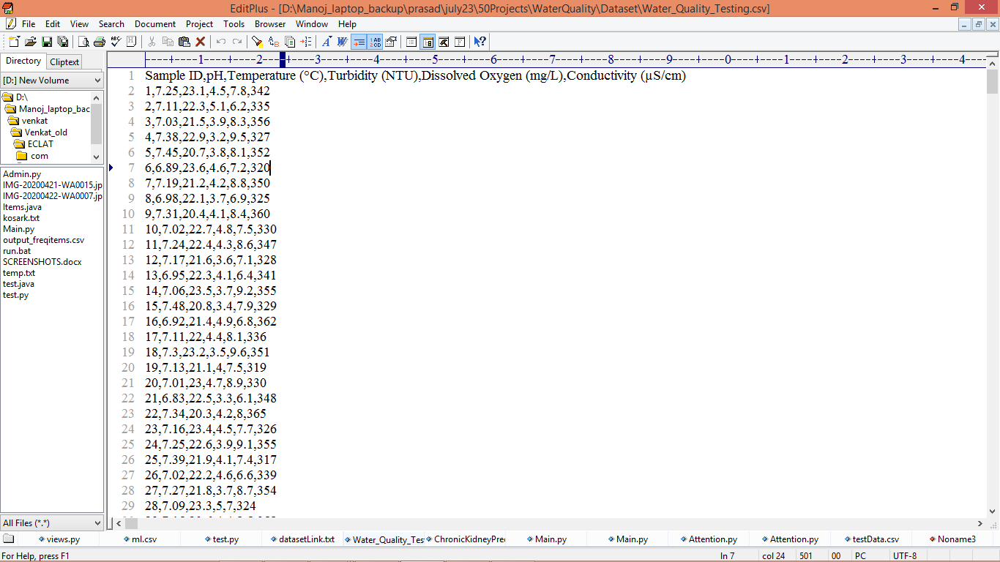 EditPlus - [D:\Manoj_laptop_backup\prasad\july23\50Projects\WaterQuality\Dataset\Water_Quality_Testing.csv]
File Edit View Search Document Project Tools Browser Window Help
Directory Cliptext
[D:] New Volume
D:\
Manoj_laptop_bac
venkat
Venkat_old
ECLAT
com
Admin.py
IMG-20200421-WA0015.jp
IMG-20200422-WA0007.jp
Items.java
kosark.txt
Main.py
output_freqitems.csv
run.bat
SCREENSHOTS.docx
temp.txt
test.java
test.py
All Files (*.*)
----+----1----+----2----+----3----+----4----+----5----+----6----+----7----+----8----+----9----+----0----+----1----+----2----+----3----+----4--
1 Sample ID,pH,Temperature (°C),Turbidity (NTU),Dissolved Oxygen (mg/L),Conductivity (µS/cm)
2 1,7.25,23.1,4.5,7.8,342
3 2,7.11,22.3,5.1,6.2,335
4 3,7.03,21.5,3.9,8.3,356
5 4,7.38,22.9,3.2,9.5,327
6 5,7.45,20.7,3.8,8.1,352
7 6,6.89,23.6,4.6,7.2,320
8 7,7.19,21.2,4.2,8.8,350
9 8,6.98,22.1,3.7,6.9,325
10 9,7.31,20.4,4.1,8.4,360
11 10,7.02,22.7,4.8,7.5,330
12 11,7.24,22.4,4.3,8.6,347
13 12,7.17,21.6,3.6,7.1,328
14 13,6.95,22.3,4.1,6.4,341
15 14,7.06,23.5,3.7,9.2,355
16 15,7.48,20.8,3.4,7.9,329
17 16,6.92,21.4,4.9,6.8,362
18 17,7.11,22,4.4,8.1,336
19 18,7.3,23.2,3.5,9.6,351
20 19,7.13,21.1,4,7.5,319
21 20,7.01,23,4.7,8.9,330
22 21,6.83,22.5,3.3,6.1,348
23 22,7.34,20.3,4.2,8,365
24 23,7.16,23.4,4.5,7.7,326
25 24,7.25,22.6,3.9,9.1,355
26 25,7.39,21.9,4.1,7.4,317
27 26,7.02,22.2,4.6,6.6,339
28 27,7.27,21.8,3.7,8.7,354
29 28,7.09,23.3,5,7,324
views.py ml.csv test.py datasetLink.txt Water_Quality_Tes ChronicKidneyPre Main.py Main.py Attention.py Attention.py testData.csv Noname3
For Help, press F1 ln 7 col 24 501 00 PC UTF-8